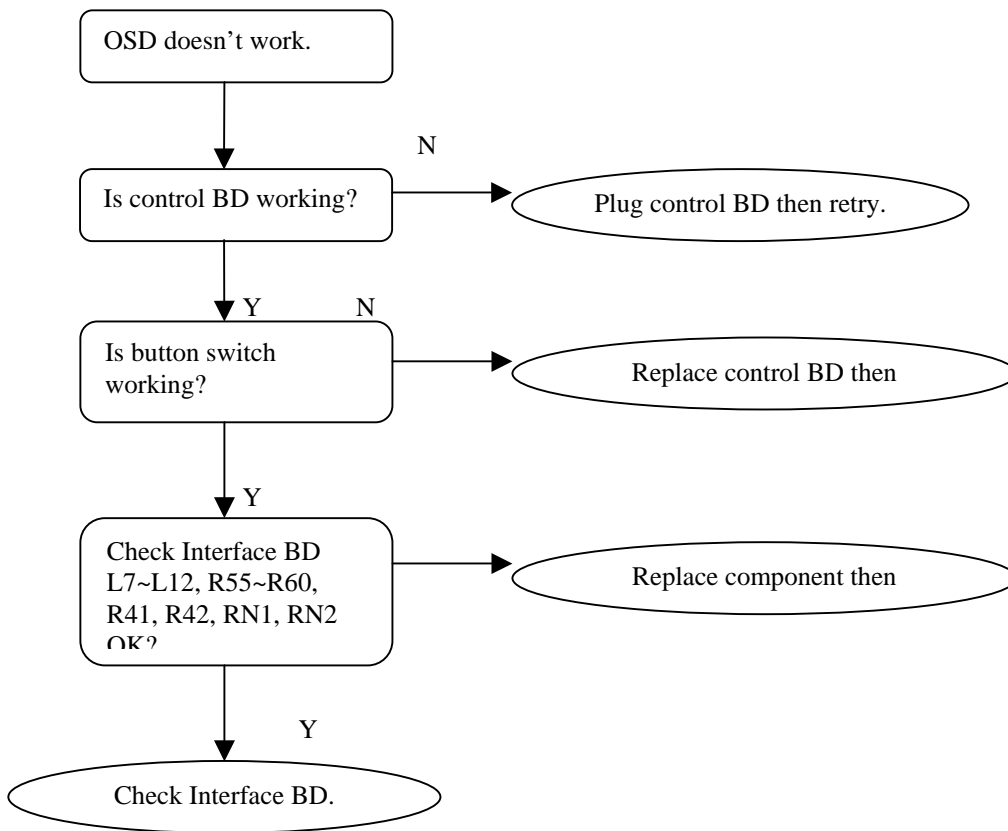 OSD doesn’t work.
N
Is control BD working?
Plug control BD then retry.
Y
N
Is button switch
working?
Replace control BD then
Y
Check Interface BD
L7~L12, R55~R60,
R41, R42, RN1, RN2
OK?
Replace component then
Y
Check Interface BD.